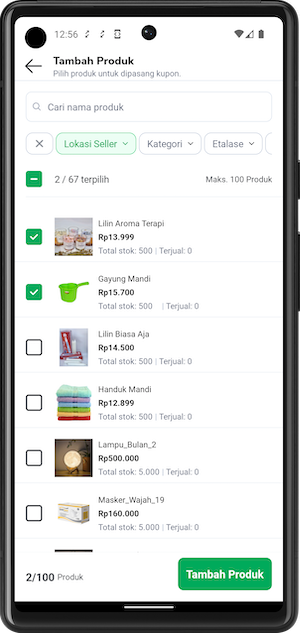 12:56
Tambah Produk
Pilih produk untuk dipasang kupon.
Cari nama produk
Lokasi Seller
Kategori
Etalase
2 / 67 terpilih
Maks. 100 Produk
Lilin Aroma Terapi
Rp13.999
Total stok: 500 | Terjual: 0
Gayung Mandi
Rp15.700
Total stok: 500 | Terjual: 0
Lilin Biasa Aja
Rp14.500
Total stok: 500 | Terjual: 0
Handuk Mandi
Rp12.899
Total stok: 500 | Terjual: 0
Lampu_Bulan_2
Rp500.000
Total stok: 5.000 | Terjual: 0
Masker_Wajah_19
Rp160.000
Total stok: 5.000 | Terjual: 0
2/100 Produk
Tambah Produk